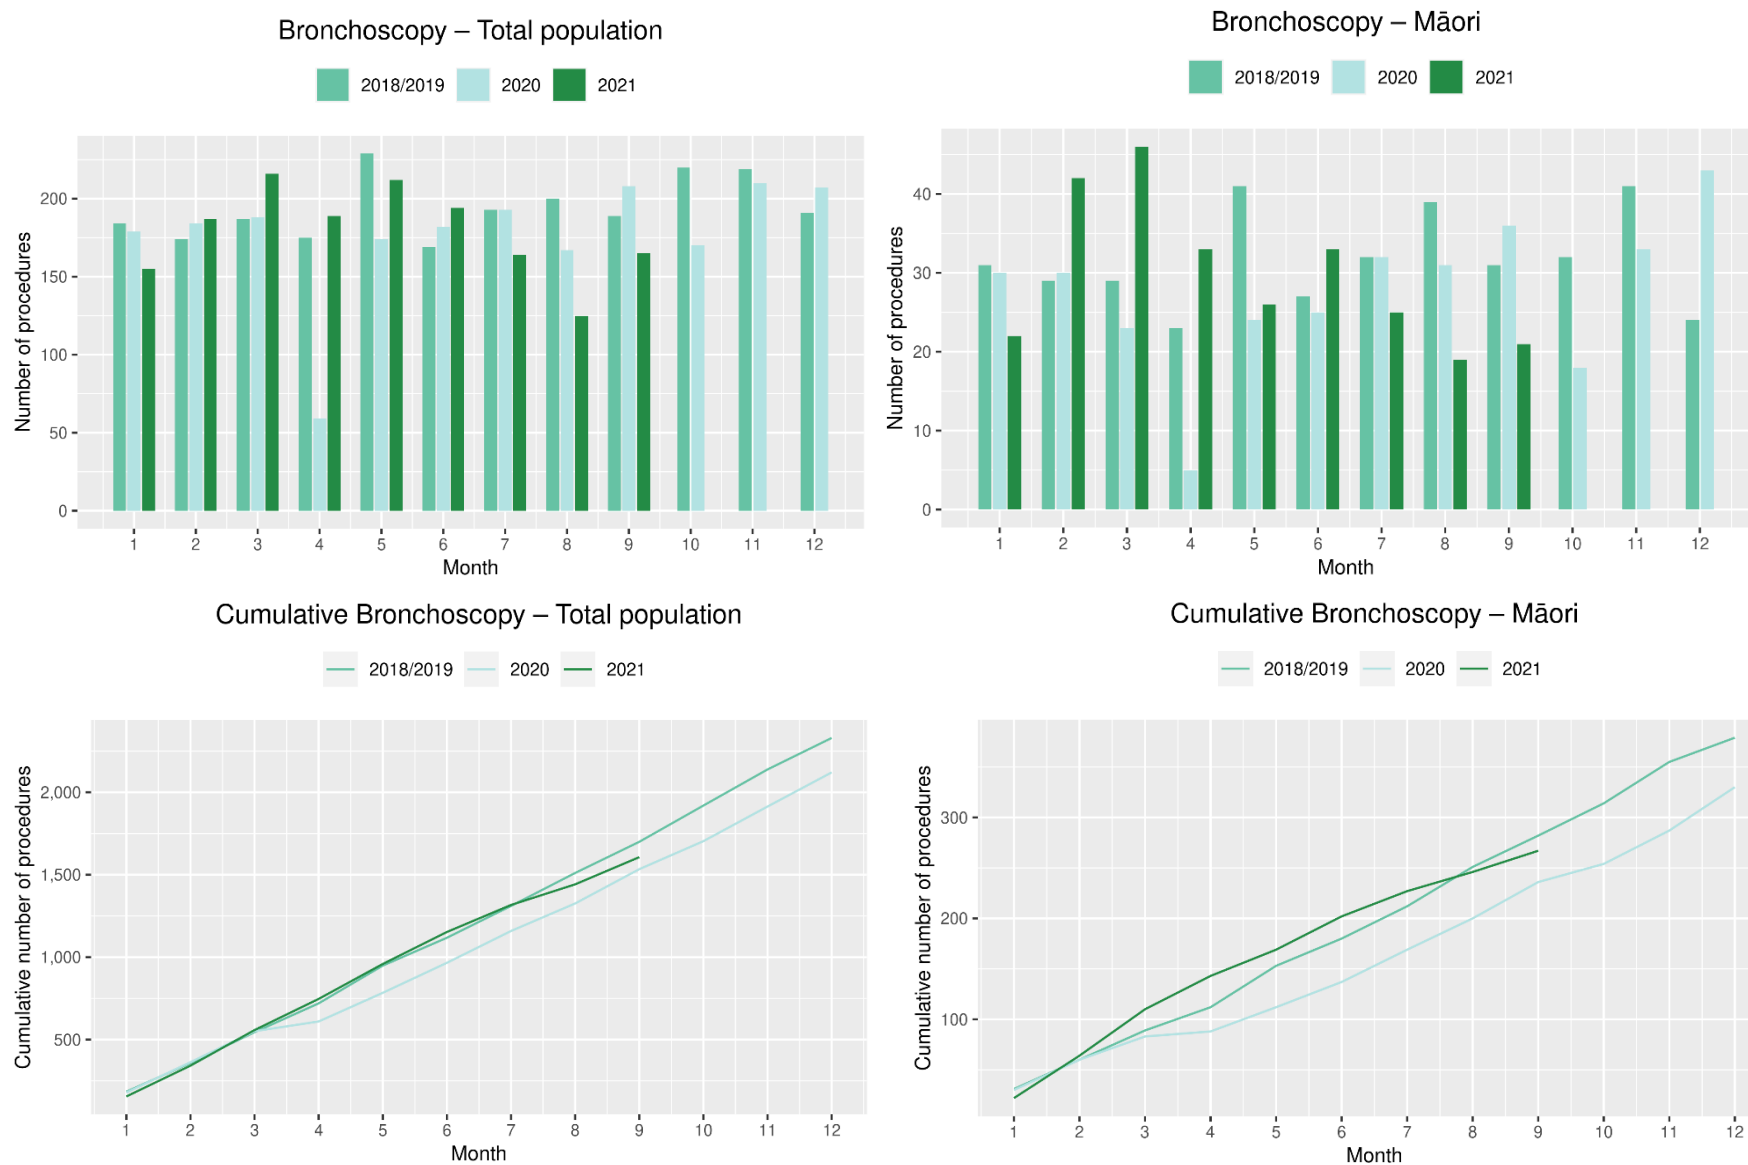 Bronchoscopy – Total population
2018/2019 2020 2021
Number of procedures
200
150
100
50
0
1 2 3 4 5 6 7 8 9 10 11 12
Month
Bronchoscopy – Māori
2018/2019 2020 2021
Number of procedures
40
30
20
10
0
1 2 3 4 5 6 7 8 9 10 11 12
Month
Cumulative Bronchoscopy – Total population
2018/2019 2020 2021
Cumulative number of procedures
2,000
1,500
1,000
500
1 2 3 4 5 6 7 8 9 10 11 12
Month
Cumulative Bronchoscopy – Māori
2018/2019 2020 2021
Cumulative number of procedures
300
200
100
1 2 3 4 5 6 7 8 9 10 11 12
Month